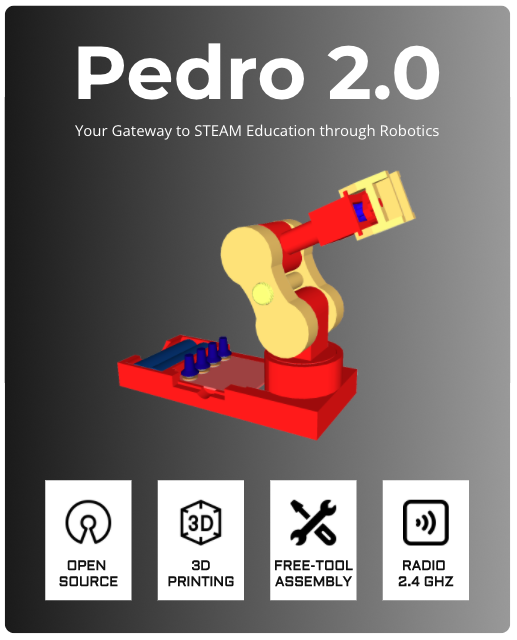 Pedro 2.0
Your Gateway to STEAM Education through Robotics
3D
OPEN
SOURCE
3D
PRINTING
FREE-TOOL
ASSEMBLY
RADIO
2.4 GHZ